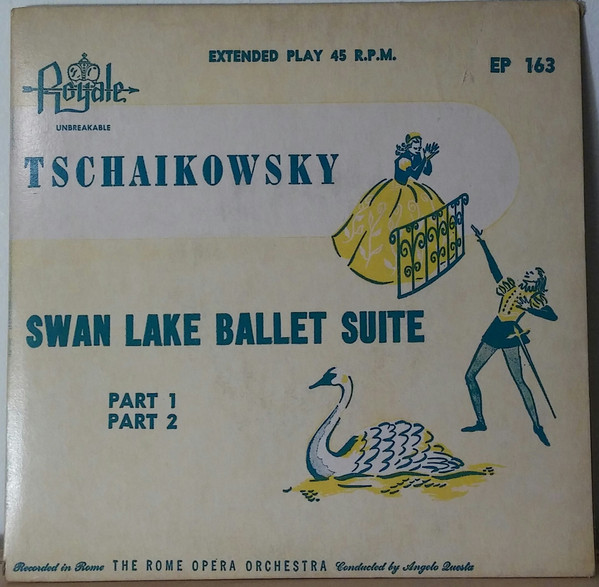 EXTENDED PLAY 45 R.P.M.
EP 163
Royale
UNBREAKABLE
TSCHAIKOWSKY
SWAN LAKE BALLET SUITE
PART 1
PART 2
Recorded in Rome THE ROME OPERA ORCHESTRA Conducted by Angelo Questa